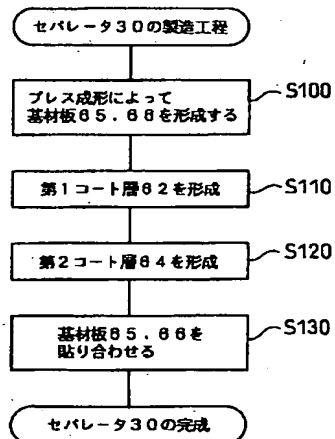 セパレータ30の製造工程
プレス成形によって
基材板65.66を形成する
S100
第1コート層62を形成
S110
第2コート層64を形成
S120
基材板65.66を
貼り合わせる
S130
セパレータ30の完成